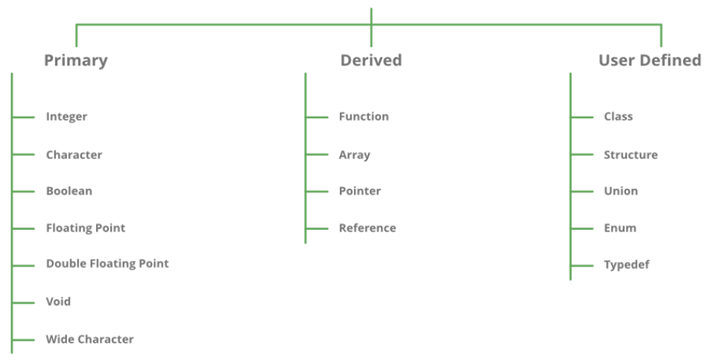 Primary
Integer
Character
Boolean
Floating Point
Double Floating Point
Void
Wide Character
Derived
Function
Array
Pointer
Reference
User Defined
Class
Structure
Union
Enum
Typedef